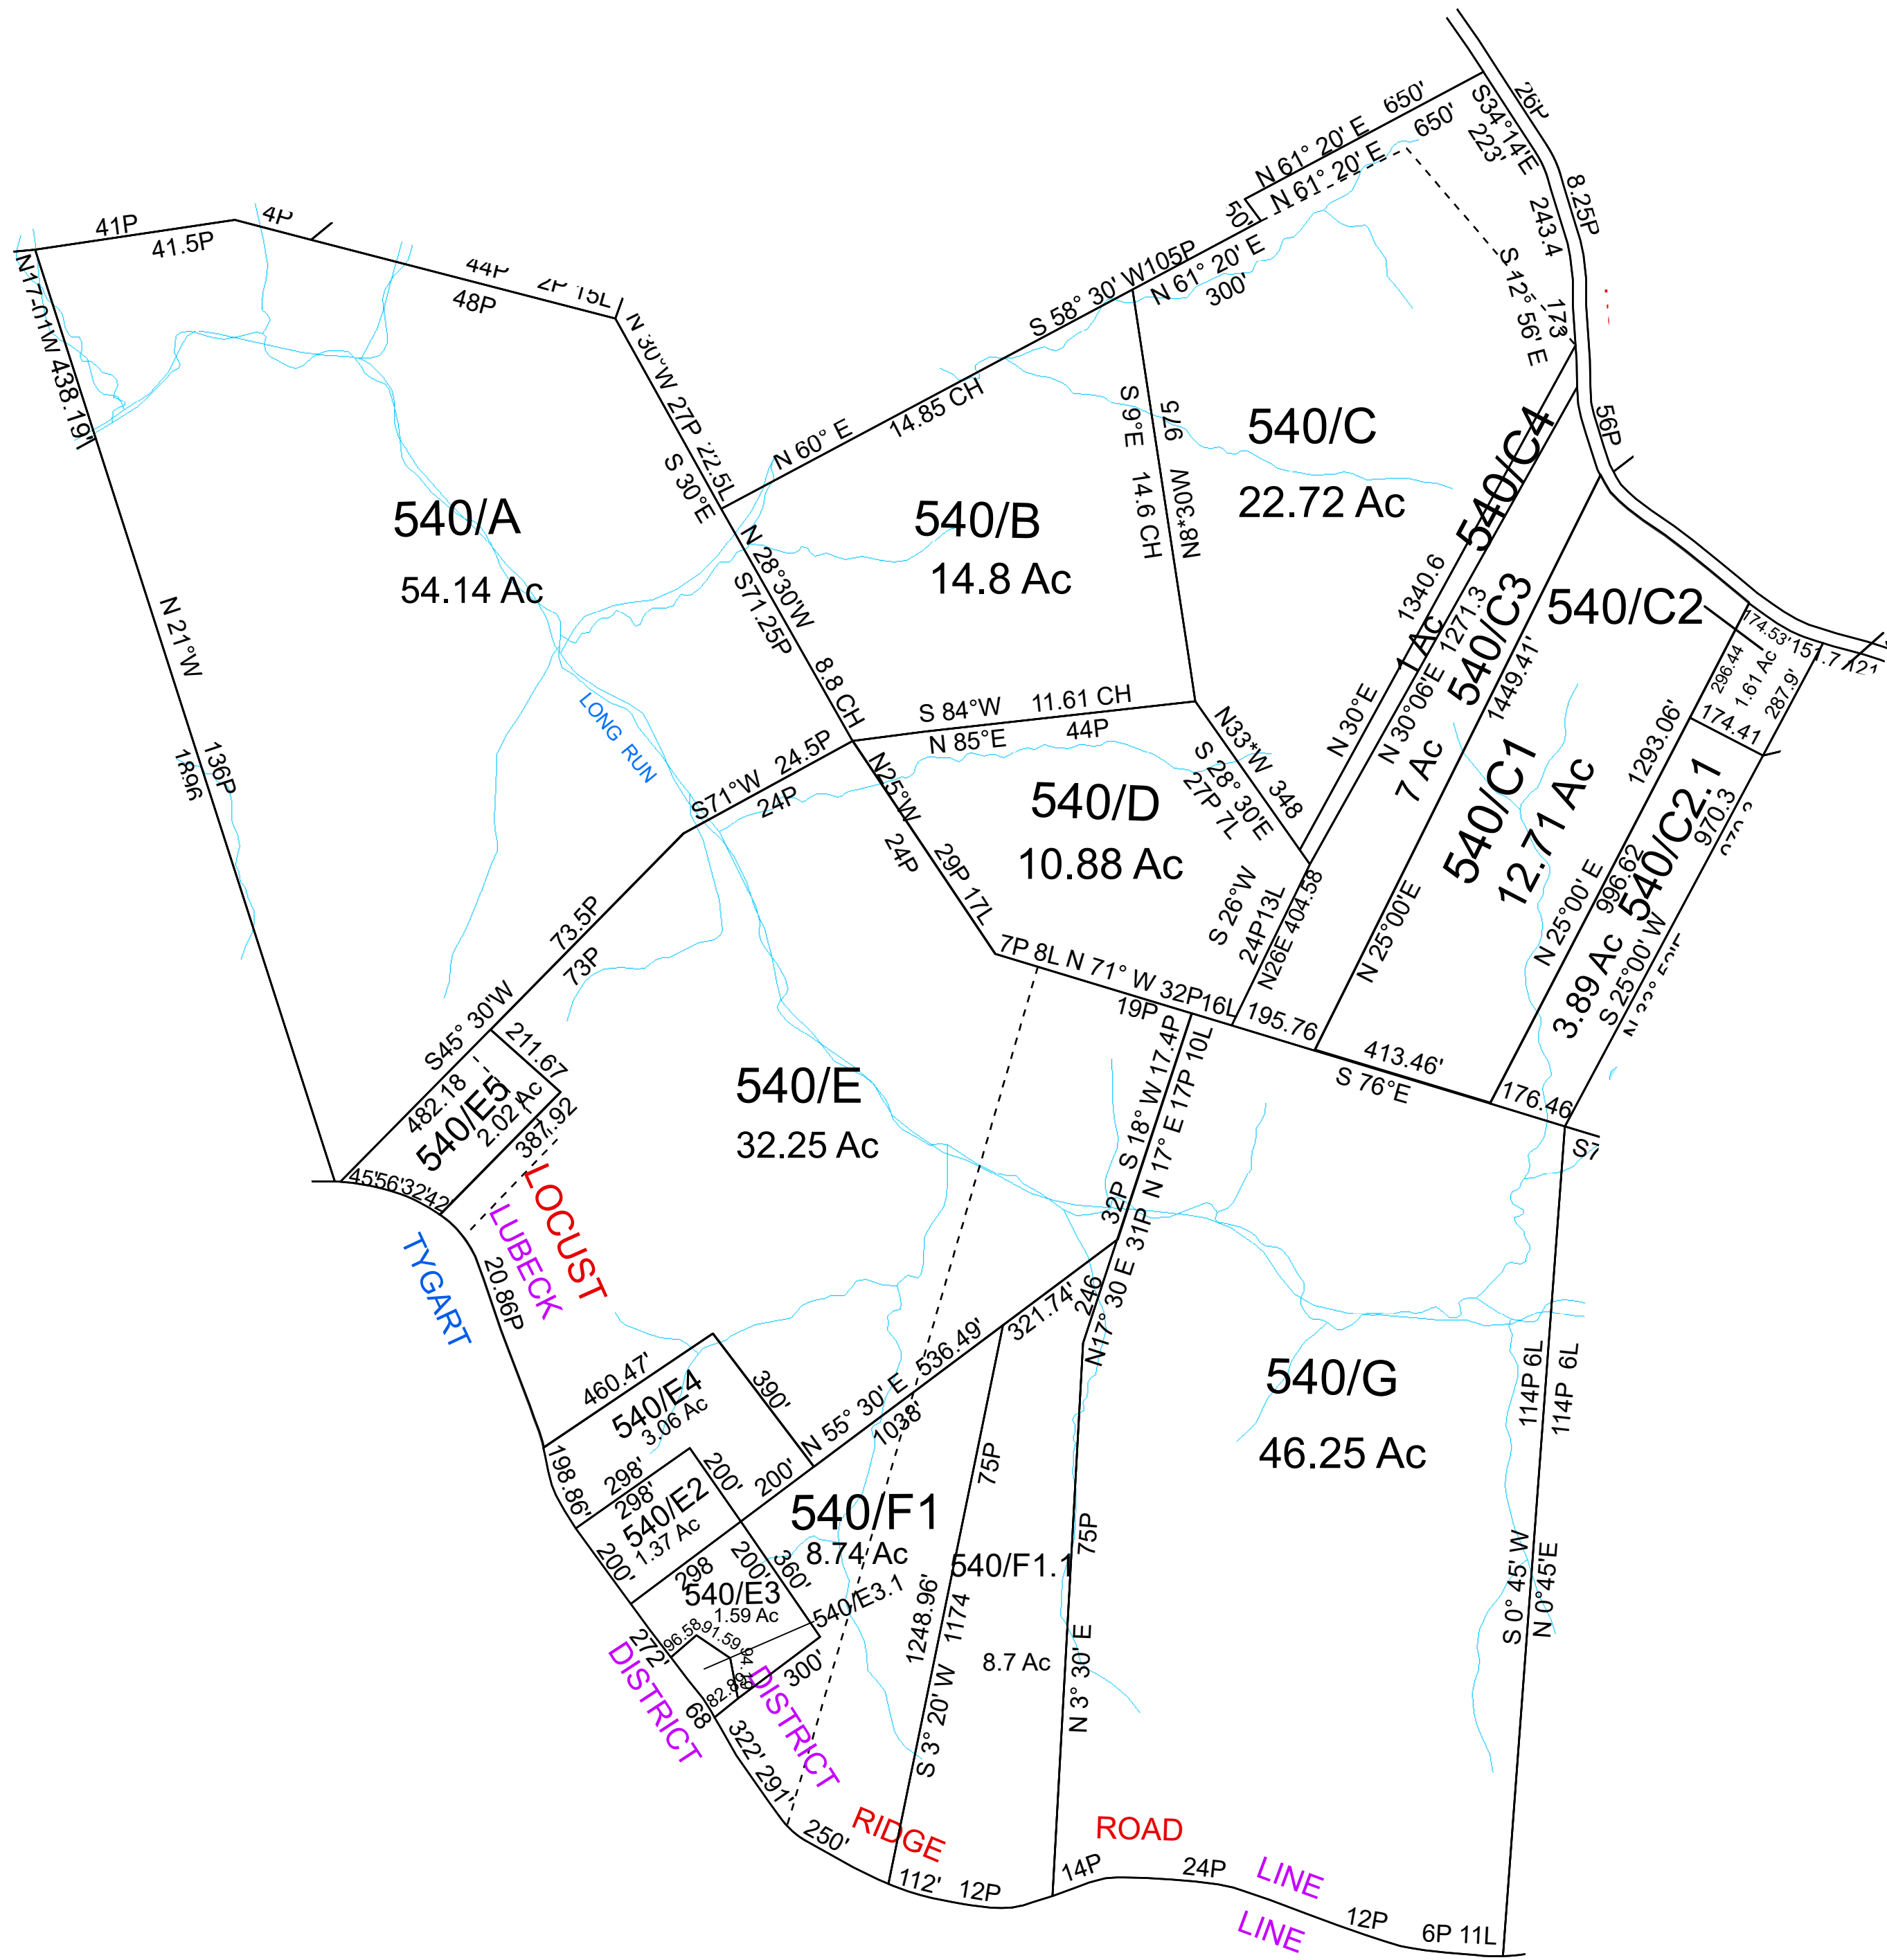 41P
41.5P
4P
44P
2P 15L
48P
N17-01W 438.19'
N 21°W
136P
1896
540/A
54.14 Ac
N 30°W 27P 22.5L
S 30°E
N 28°30'W
S71.25P
8.8 CH
N 60° E
14.85 CH
S 58° 30' W105P
N 61° 20' E
300'
50'
N 61° 20' E 650'
N 61° 20' E 650'
S34°14'E
223'
26P
8.25P
243.4
173
S 12° 56' E
56P
540/B
14.8 Ac
S 9°E 14.6 CH
N8*30W 975
540/C
22.72 Ac
540/C4
1 Ac
N 30°E 1340.6
N 30°06'E 1271.3
540/C3
7 Ac
1449.41'
N 25°00'E
540/C1
12.71 Ac
540/C2
1.61 Ac
174.53'
151.7
296.44
287.9'
174.41
1293.06'
N 25°00' E
996.62
540/C2.1
3.89 Ac
970.3
S 25°00' W
LONG RUN
S 84°W 11.61 CH
N 85°E 44P
N33*W 348
S 28° 30'E
27P 7L
540/D
10.88 Ac
N25°W
24P
29P 17L
S71°W 24.5P
24P
73.5P
73P
S45° 30'W
S 26°W
24P13L
N26E 404.58
7P 8L N 71° W 32P16L
19P
195.76
413.46'
S 76°E
176.46
S7
211.67
482.18
540/E5
2.02 Ac
387.92
45'56'32'42
540/E
32.25 Ac
32P S 18° W 17.4P
N17° 30 E 31P N 17° E 17P 10L
246
LOCUST
LUBECK
TYGART
20.86P
460.47'
540/E4
3.06 Ac
390'
198.86'
298'
298'
200'
540/E2
1.37 Ac
200'
200'
N 55° 30' E 536.49'
1038'
321.74'
540/F1
8.74 Ac
298
200'
360'
540/E3
1.59 Ac
540/E3.1
96.58
91.59'
82.89
300'
272'
68
322'
291'
DISTRICT
DISTRICT
540/F1.1
8.7 Ac
75P
75P
1248.96'
S 3° 20' W 1174
N 3° 30' E
540/G
46.25 Ac
114P 6L
114P 6L
S 0° 45' W
N 0°45'E
250'
RIDGE
ROAD
112'
12P
14P
24P
LINE
LINE
12P
6P 11L